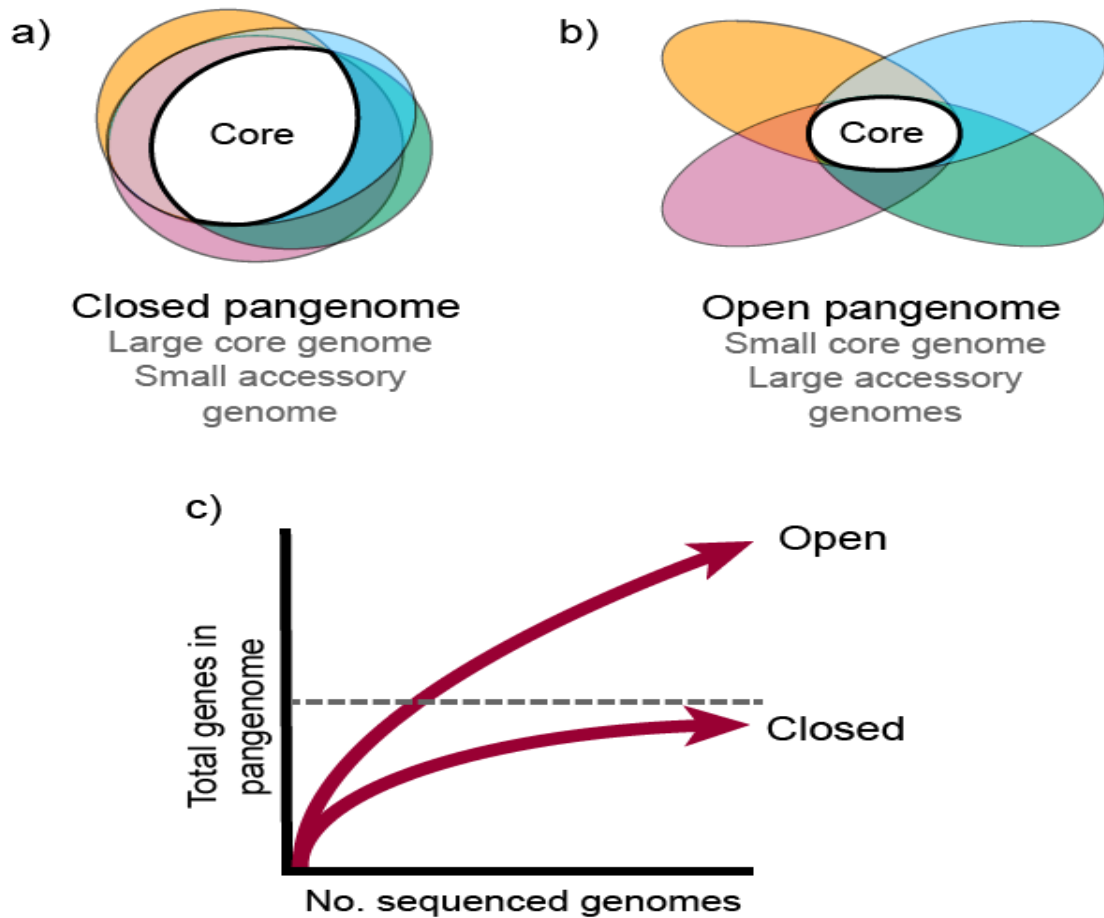 a)
Core
Closed pangenome
Large core genome
Small accessory
genome
b)
Core
Open pangenome
Small core genome
Large accessory
genomes
c)
Total genes in
pangenome
Open
Closed
No. sequenced genomes